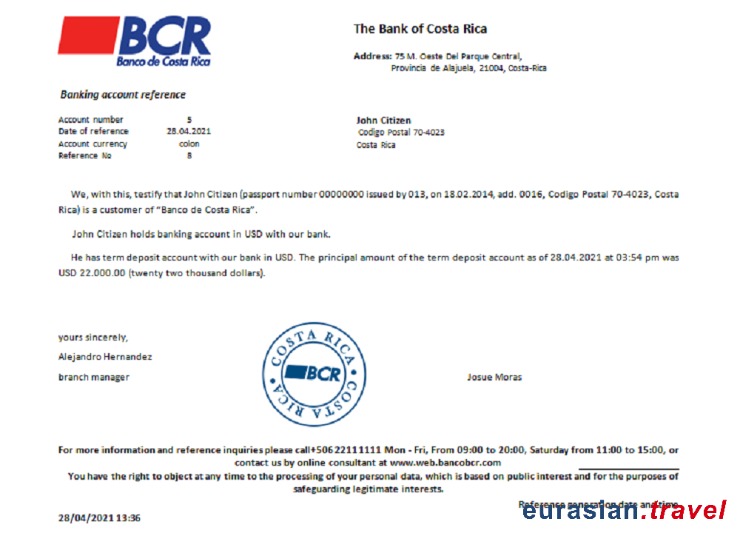 BCR
Banco de Costa Rica
The Bank of Costa Rica
Address: 75 M. Oeste Del Parque Central,
Provincia de Alajuela, 21004, Costa-Rica
Banking account reference
Account number 5
Date of reference 28.04.2021
Account currency colon
Reference No 8
John Citizen
Codigo Postal 70-4023
Costa Rica
We, with this, testify that John Citizen (passport number 00000000 issued by 013, on 18.02.2014, add. 0016, Codigo Postal 70-4023, Costa
Rica) is a customer of “Banco de Costa Rica”.
John Citizen holds banking account in USD with our bank.
He has term deposit account with our bank in USD. The principal amount of the term deposit account as of 28.04.2021 at 03:54 pm was
USD 22.000.00 (twenty two thousand dollars).
yours sincerely,
Alejandro Hernandez
branch manager
COSTA RICA
BCR
COSTA RICA
Josue Moras
For more information and reference inquiries please call+506 22111111 Mon - Fri, From 09:00 to 20:00, Saturday from 11:00 to 15:00, or
contact us by online consultant at www.web.bancobcr.com
You have the right to object at any time to the processing of your personal data, which is based on public interest and for the purposes of
safeguarding legitimate interests.
Reference generation date and time
eurasian.travel
28/04/2021 13:36